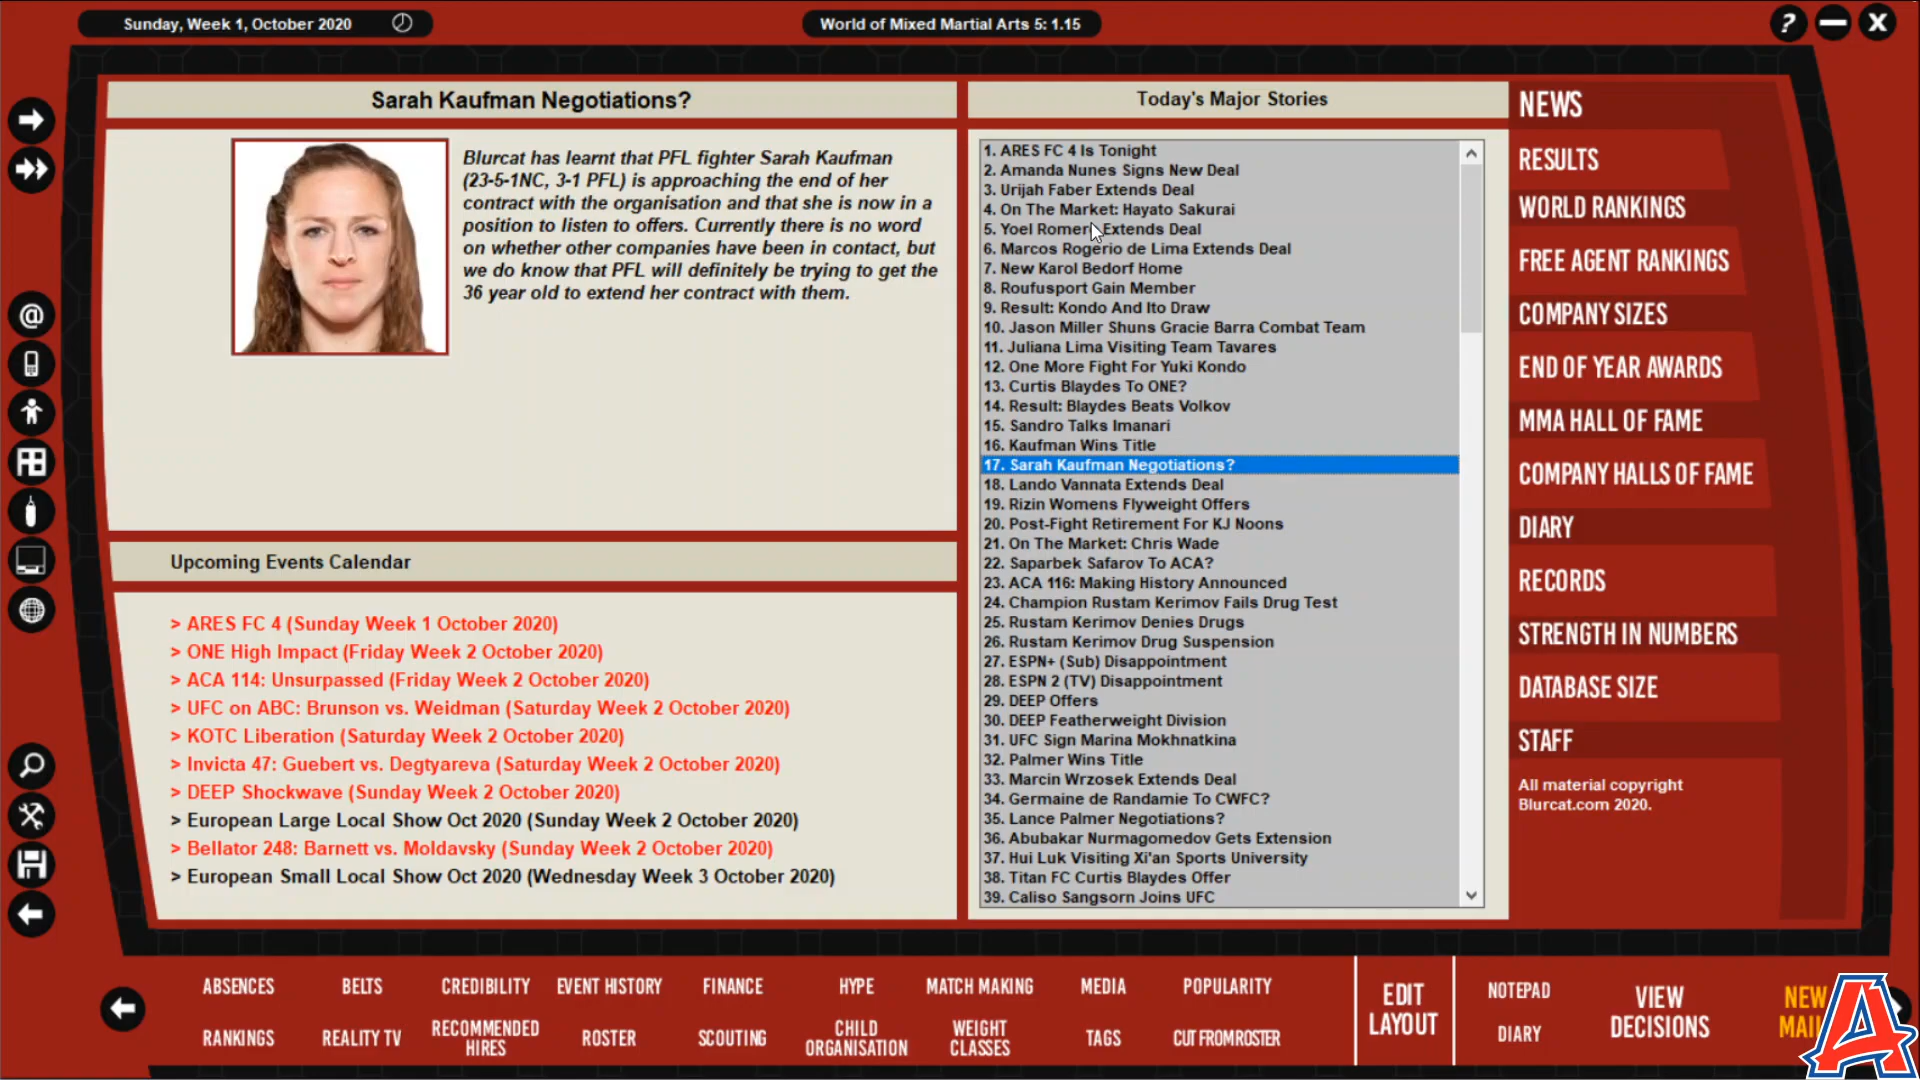 Sunday, Week 1, October 2020
World of Mixed Martial Arts 5: 1.15
?
X
Sarah Kaufman Negotiations?
Blurcat has learnt that PFL fighter Sarah Kaufman
(23-5-1NC, 3-1 PFL) is approaching the end of her
contract with the organisation and that she is now in a
position to listen to offers. Currently there is no word
on whether other companies have been in contact, but
we do know that PFL will definitely be trying to get the
36 year old to extend her contract with them.
Upcoming Events Calendar
> ARES FC 4 (Sunday Week 1 October 2020)
> ONE High Impact (Friday Week 2 October 2020)
> ACA 114: Unsurpassed (Friday Week 2 October 2020)
> UFC on ABC: Brunson vs. Weidman (Saturday Week 2 October 2020)
> KOTC Liberation (Saturday Week 2 October 2020)
> Invicta 47: Guebert vs. Degtyareva (Saturday Week 2 October 2020)
> DEEP Shockwave (Sunday Week 2 October 2020)
> European Large Local Show Oct 2020 (Sunday Week 2 October 2020)
> Bellator 248: Barnett vs. Moldavsky (Sunday Week 2 October 2020)
> European Small Local Show Oct 2020 (Wednesday Week 3 October 2020)
Today's Major Stories
1. ARES FC 4 Is Tonight
2. Amanda Nunes Signs New Deal
3. Urijah Faber Extends Deal
4. On The Market: Hayato Sakurai
5. Yoel Romero Extends Deal
6. Marcos Rogerio de Lima Extends Deal
7. New Karol Bedorf Home
8. Roufusport Gain Member
9. Result: Kondo And Ito Draw
10. Jason Miller Shuns Gracie Barra Combat Team
11. Juliana Lima Visiting Team Tavares
12. One More Fight For Yuki Kondo
13. Curtis Blaydes To ONE?
14. Result: Blaydes Beats Volkov
15. Sandro Talks Imanari
16. Kaufman Wins Title
17. Sarah Kaufman Negotiations?
18. Lando Vannata Extends Deal
19. Rizin Womens Flyweight Offers
20. Post-Fight Retirement For KJ Noons
21. On The Market: Chris Wade
22. Saparbek Safarov To ACA?
23. ACA 116: Making History Announced
24. Champion Rustam Kerimov Fails Drug Test
25. Rustam Kerimov Denies Drugs
26. Rustam Kerimov Drug Suspension
27. ESPN+ (Sub) Disappointment
28. ESPN 2 (TV) Disappointment
29. DEEP Offers
30. DEEP Featherweight Division
31. UFC Sign Marina Mokhnatkina
32. Palmer Wins Title
33. Marcin Wrzosek Extends Deal
34. Germaine de Randamie To CWFC?
35. Lance Palmer Negotiations?
36. Abubakar Nurmagomedov Gets Extension
37. Hui Luk Visiting Xi'an Sports University
38. Titan FC Curtis Blaydes Offer
39. Caliso Sangsorn Joins UFC
NEWS
RESULTS
WORLD RANKINGS
FREE AGENT RANKINGS
COMPANY SIZES
END OF YEAR AWARDS
MMA HALL OF FAME
COMPANY HALLS OF FAME
DIARY
RECORDS
STRENGTH IN NUMBERS
DATABASE SIZE
STAFF
All material copyright
Blurcat.com 2020.
ABSENCES
BELTS
CREDIBILITY
EVENT HISTORY
FINANCE
HYPE
MATCH MAKING
MEDIA
POPULARITY
RANKINGS
REALITY TV
RECOMMENDED
HIRES
ROSTER
SCOUTING
CHILD
ORGANISATION
WEIGHT
CLASSES
TAGS
CUT FROM ROSTER
EDIT
LAYOUT
NOTEPAD
DIARY
VIEW
DECISIONS
NEW
MAIL
A